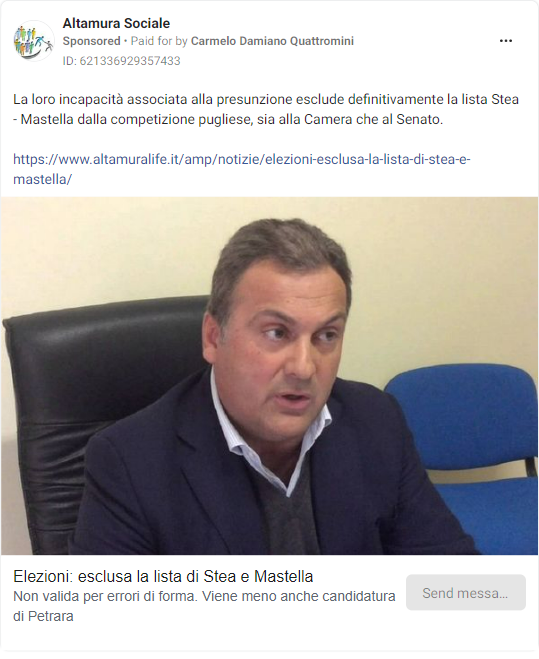 Altamura Sociale
Sponsored • Paid for by Carmelo Damiano Quattromini
ID: 621336929357433
La loro incapacità associata alla presunzione esclude definitivamente la lista Stea
- Mastella dalla competizione pugliese, sia alla Camera che al Senato.
https://www.altamuralife.it/amp/notizie/elezioni-esclusa-la-lista-di-stea-e-
mastella/
Elezioni: esclusa la lista di Stea e Mastella
Non valida per errori di forma. Viene meno anche candidatura
di Petrara
Send messa...